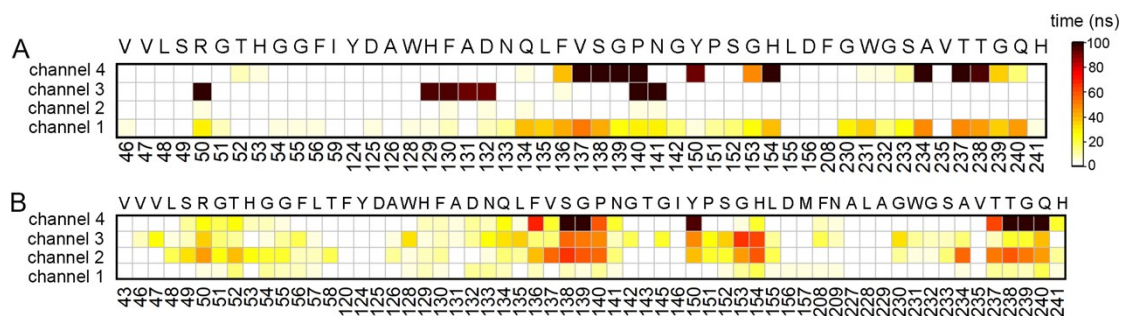 time (ns)
A
V V L S R G T H G G F I Y D A W H F A D N Q L F V S G P N G Y P S G H L D F G W G S A V T T G Q H
channel 4
channel 3
channel 2
channel 1
46 47 48 49 50 51 52 53 54 55 56 59 124 125 126 128 129 130 131 132 133 134 135 136 137 138 139 140 141 142 150 151 152 153 154 155 156 208 230 231 232 233 234 235 237 238 239 240 241
100
80
60
40
20
0
B
V V V L S R G T H G G F L T F Y D A W H F A D N Q L F V S G P N G T G I Y P S G H L D M F N A L A G W G S A V T T G Q H
channel 4
channel 3
channel 2
channel 1
43 46 47 48 49 50 51 52 53 54 55 56 57 58 120 124 125 126 128 129 130 131 132 133 134 135 136 137 138 139 140 141 142 143 145 146 150 151 152 153 154 155 156 157 208 209 227 228 229 230 231 232 233 234 235 237 238 239 240 241